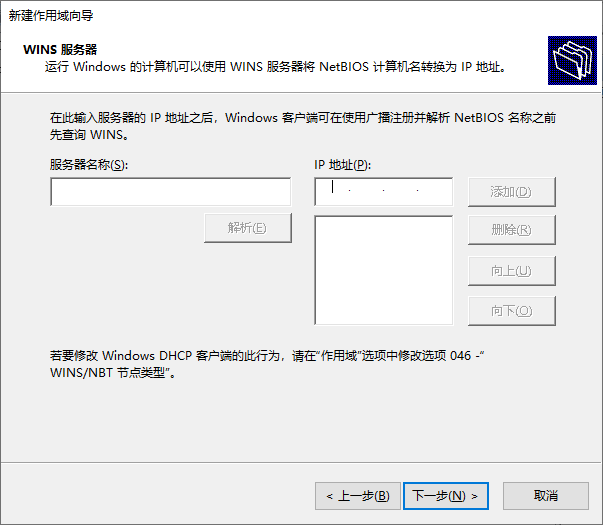 新建作用域向导
WINS 服务器
运行 Windows 的计算机可以使用 WINS 服务器将 NetBIOS 计算机名转换为 IP 地址。
在此输入服务器的 IP 地址之后，Windows 客户端可在使用广播注册并解析 NetBIOS 名称之前
先查询 WINS。
服务器名称(S):
IP 地址(P):
. . .
添加(D)
解析(E)
删除(R)
向上(U)
向下(O)
若要修改 Windows DHCP 客户端的此行为，请在“作用域”选项中修改选项 046 -“
WINS/NBT 节点类型”。
< 上一步(B)
下一步(N) >
取消